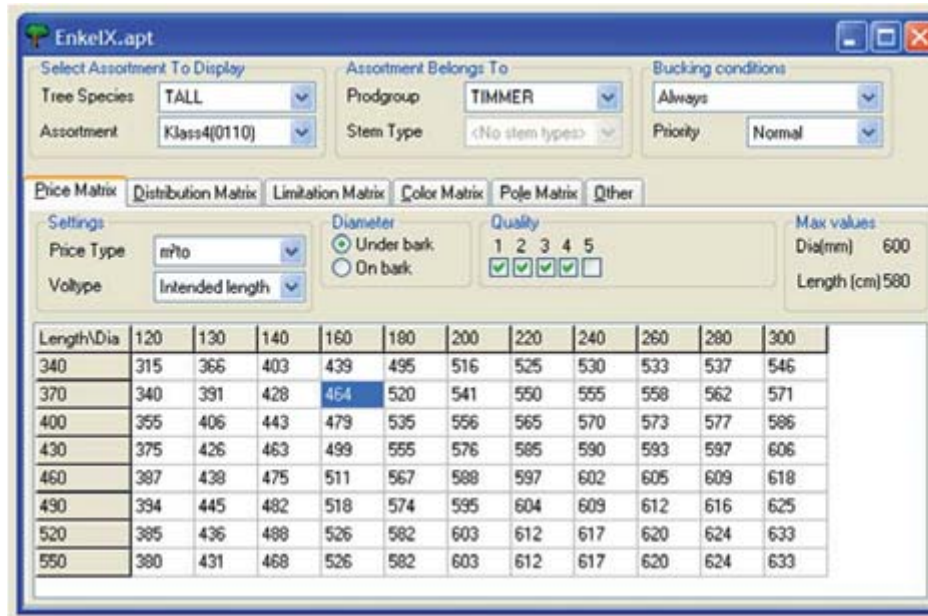 EnkelX.apt
Select Assortment To Display Assortment Belongs To Bucking conditions
Tree Species TALL Prodgroup TIMMER Always
Assortment Klass4(0110) Stem Type <No stem types> Priority Normal
Price Matrix Distribution Matrix Limitation Matrix Color Matrix Pole Matrix Other
Settings Diameter Quality Max values
Price Type m³to Under bark 1 2 3 4 5 Dia(mm) 600
On bark
Voltype Intended length Length (cm) 580
Length\Dia 120 130 140 160 180 200 220 240 260 280 300
340 315 366 403 439 495 516 525 530 533 537 546
370 340 391 428 464 520 541 550 555 558 562 571
400 355 406 443 479 535 556 565 570 573 577 586
430 375 426 463 499 555 576 585 590 593 597 606
460 387 438 475 511 567 588 597 602 605 609 618
490 394 445 482 518 574 595 604 609 612 616 625
520 385 436 488 526 582 603 612 617 620 624 633
550 380 431 468 526 582 603 612 617 620 624 633